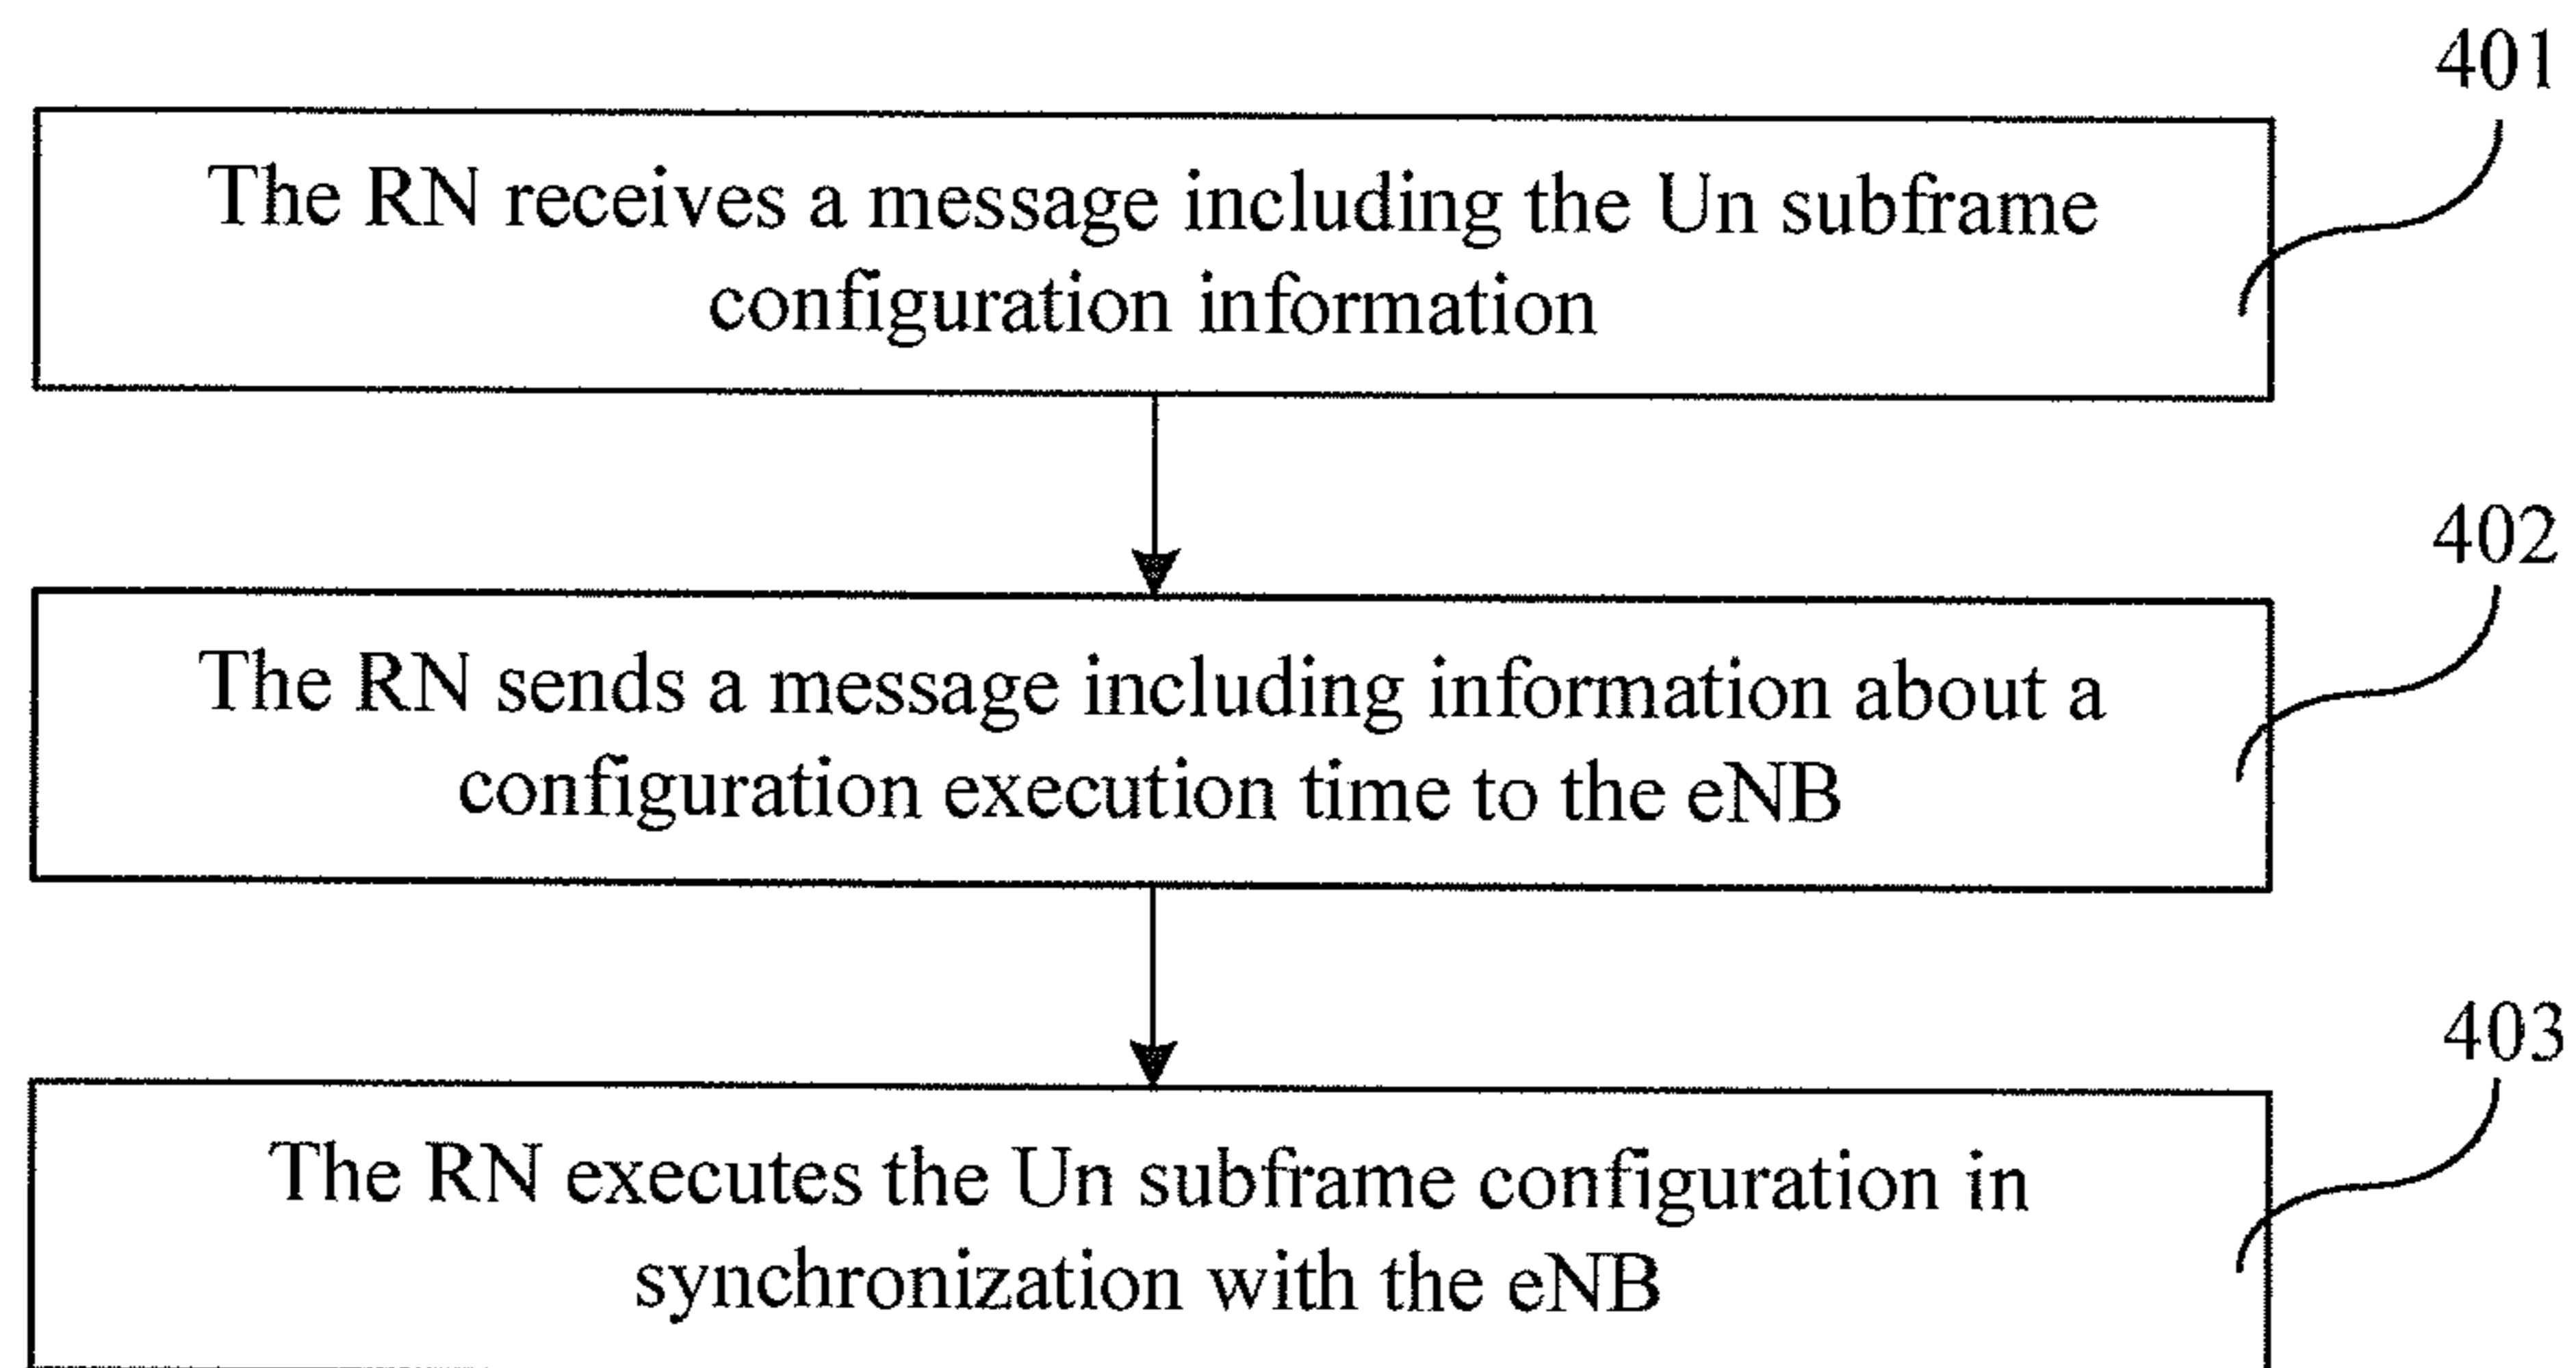 401
The RN receives a message including the Un subframe
configuration information
402
The RN sends a message including information about a
configuration execution time to the eNB
403
The RN executes the Un subframe configuration in
synchronization with the eNB